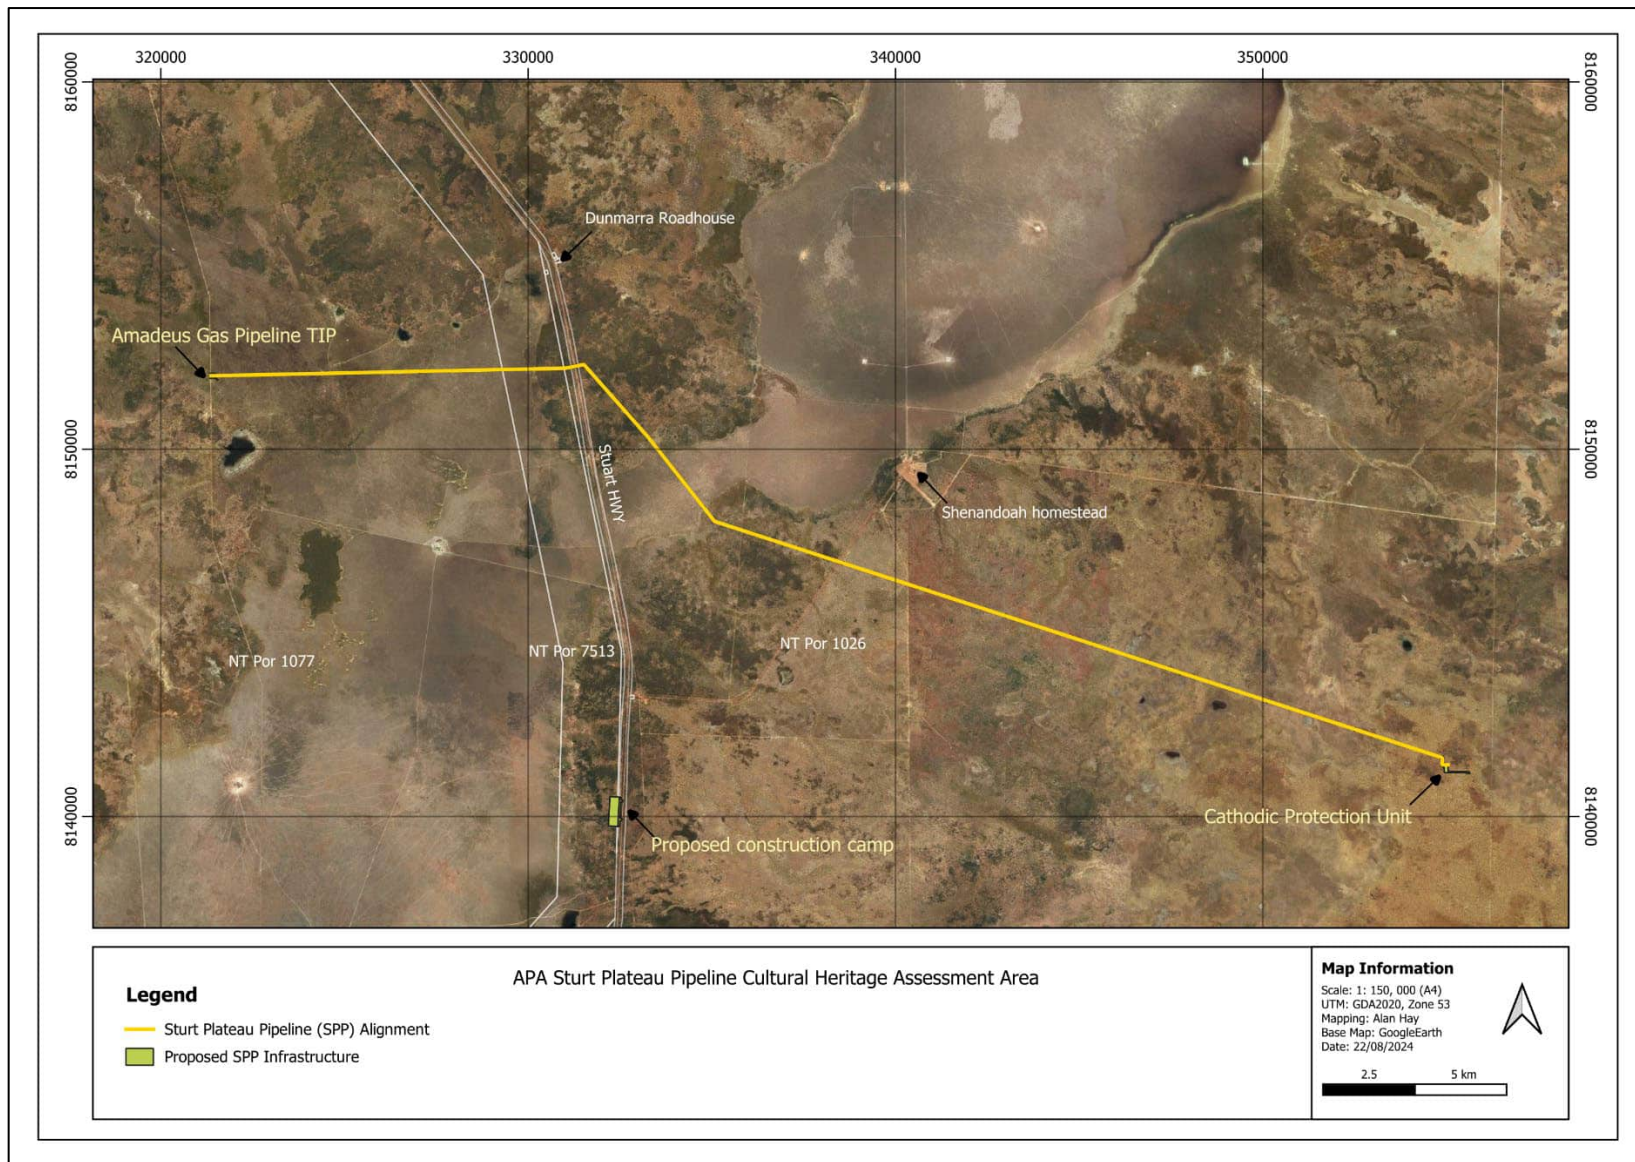 320000
330000
340000
350000
8160000
8160000
Dunmarra Roadhouse
Amadeus Gas Pipeline TIP
8150000
8150000
Stuart HWY
Shenandoah homestead
NT Por 1077
NT Por 7513
NT Por 1026
8140000
8140000
Cathodic Protection Unit
Proposed construction camp
APA Sturt Plateau Pipeline Cultural Heritage Assessment Area
Legend
Sturt Plateau Pipeline (SPP) Alignment
Proposed SPP Infrastructure
Map Information
Scale: 1: 150, 000 (A4)
UTM: GDA2020, Zone 53
Mapping: Alan Hay
Base Map: GoogleEarth
Date: 22/08/2024
2.5
5 km